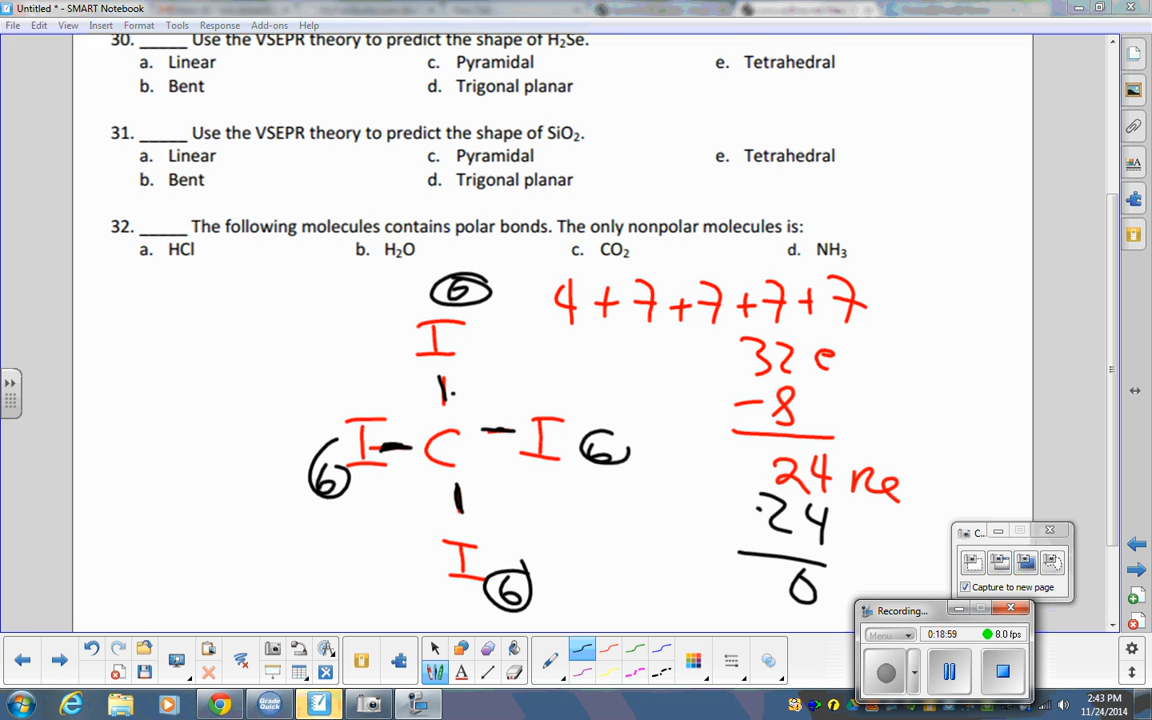 Untitled * - SMART Notebook
File Edit View Insert Format Tools Response Add-ons Help
30. _____ Use the VSEPR theory to predict the shape of H₂Se.
a. Linear c. Pyramidal e. Tetrahedral
b. Bent d. Trigonal planar
31. _____ Use the VSEPR theory to predict the shape of SiO₂.
a. Linear c. Pyramidal e. Tetrahedral
b. Bent d. Trigonal planar
32. _____ The following molecules contains polar bonds. The only nonpolar molecules is:
a. HCl b. H₂O c. CO₂ d. NH₃
6
4 + 7 + 7 + 7 + 7
I
32 e
- 8
6 I - C - I 6
24 Re
24
I 6
0
C...
Capture to new page
Recording...
Menu 0:18:59 8.0 fps
Grade Quick
2:43 PM
11/24/2014